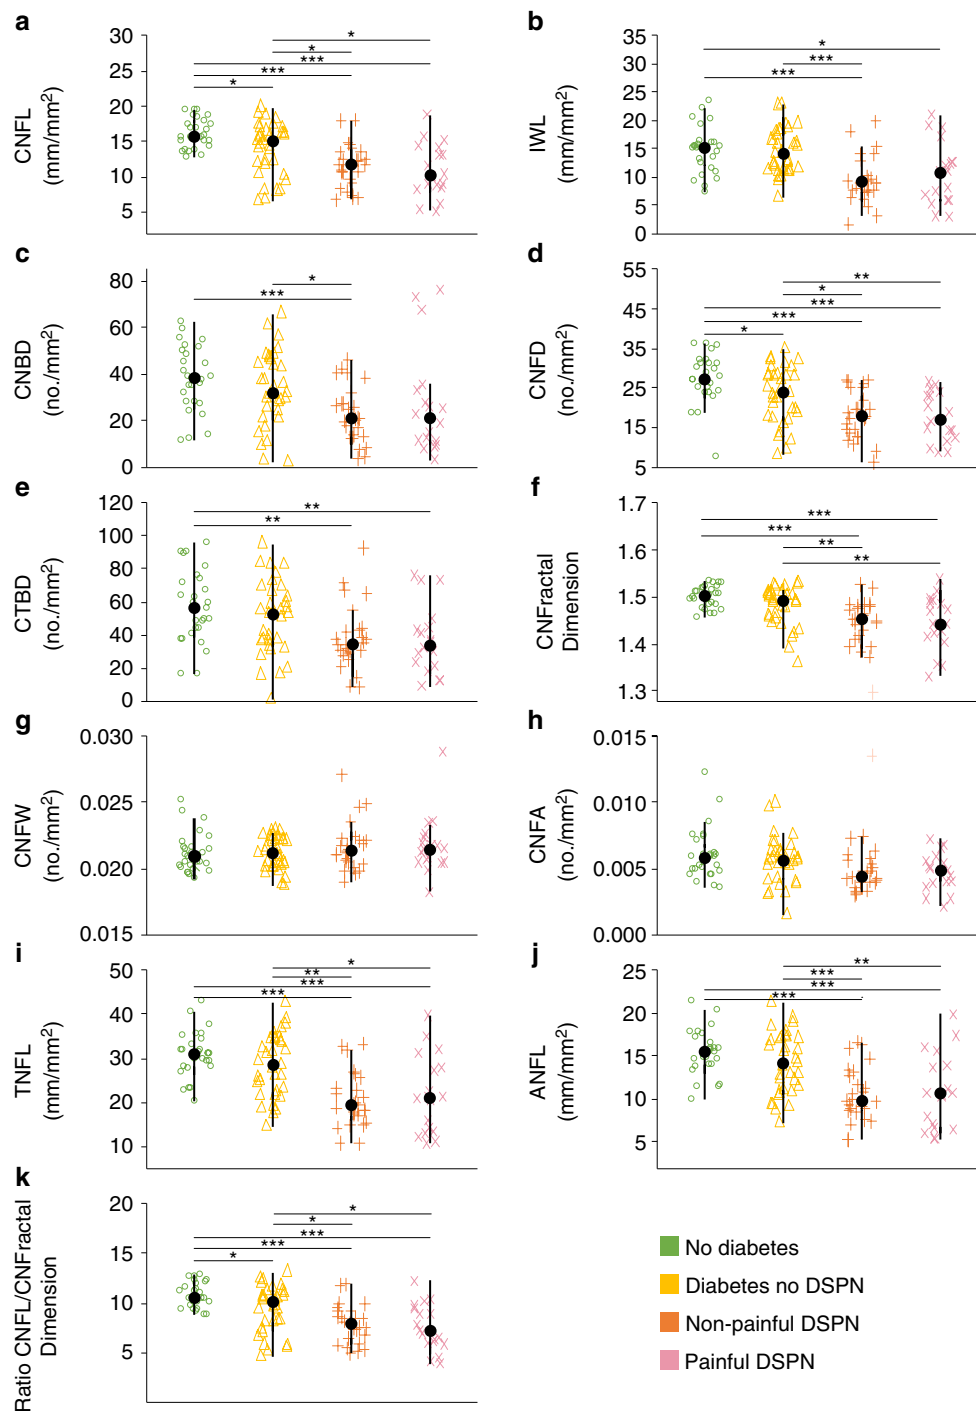 a
30
25
20
15
10
5
CNFL
(mm/mm²)
*
*
***
***
*
b
35
30
25
20
15
10
5
0
IWL
(mm/mm²)
*
***
***
c
80
60
40
20
0
CNBD
(no./mm²)
*
***
d
55
45
35
25
15
5
CNFD
(no./mm²)
**
*
***
***
*
e
120
100
80
60
40
20
0
CTBD
(no./mm²)
**
**
f
1.7
1.6
1.5
1.4
1.3
CNFractal
Dimension
***
***
**
**
g
0.030
0.025
0.020
0.015
CNFW
(no./mm²)
h
0.015
0.010
0.005
0.000
CNFA
(no./mm²)
i
50
40
30
20
10
TNFL
(mm/mm²)
*
**
***
***
j
25
20
15
10
5
ANFL
(mm/mm²)
**
***
***
***
k
20
15
10
5
Ratio CNFL/CNFractal
Dimension
*
*
***
***
*
No diabetes
Diabetes no DSPN
Non-painful DSPN
Painful DSPN